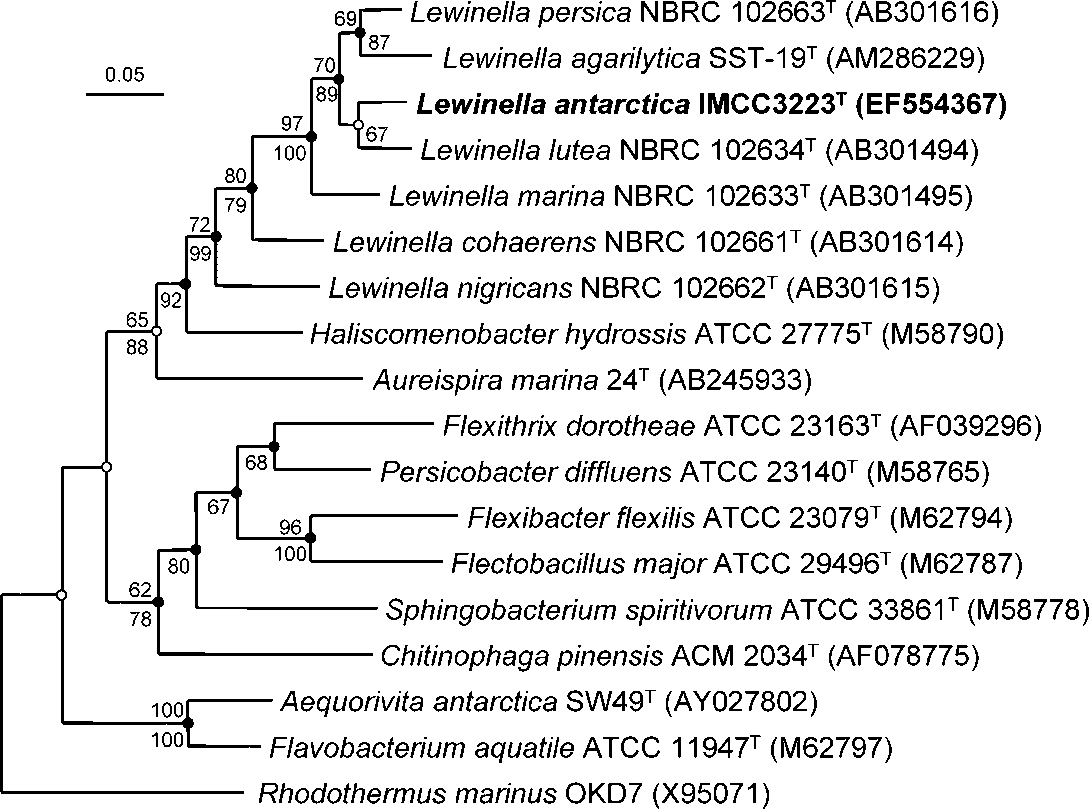 69
Lewinella persica NBRC 102663ᵀ (AB301616)
87
Lewinella agarilytica SST-19ᵀ (AM286229)
0.05
70
89
Lewinella antarctica IMCC3223ᵀ (EF554367)
67
97
100
Lewinella lutea NBRC 102634ᵀ (AB301494)
80
79
Lewinella marina NBRC 102633ᵀ (AB301495)
72
99
Lewinella cohaerens NBRC 102661ᵀ (AB301614)
92
Lewinella nigricans NBRC 102662ᵀ (AB301615)
65
88
Haliscomenobacter hydrossis ATCC 27775ᵀ (M58790)
Aureispira marina 24ᵀ (AB245933)
Flexithrix dorotheae ATCC 23163ᵀ (AF039296)
68
Persicobacter diffluens ATCC 23140ᵀ (M58765)
67
96
100
Flexibacter flexilis ATCC 23079ᵀ (M62794)
80
Flectobacillus major ATCC 29496ᵀ (M62787)
62
78
Sphingobacterium spiritivorum ATCC 33861ᵀ (M58778)
Chitinophaga pinensis ACM 2034ᵀ (AF078775)
100
100
Aequorivita antarctica SW49ᵀ (AY027802)
Flavobacterium aquatile ATCC 11947ᵀ (M62797)
Rhodothermus marinus OKD7 (X95071)